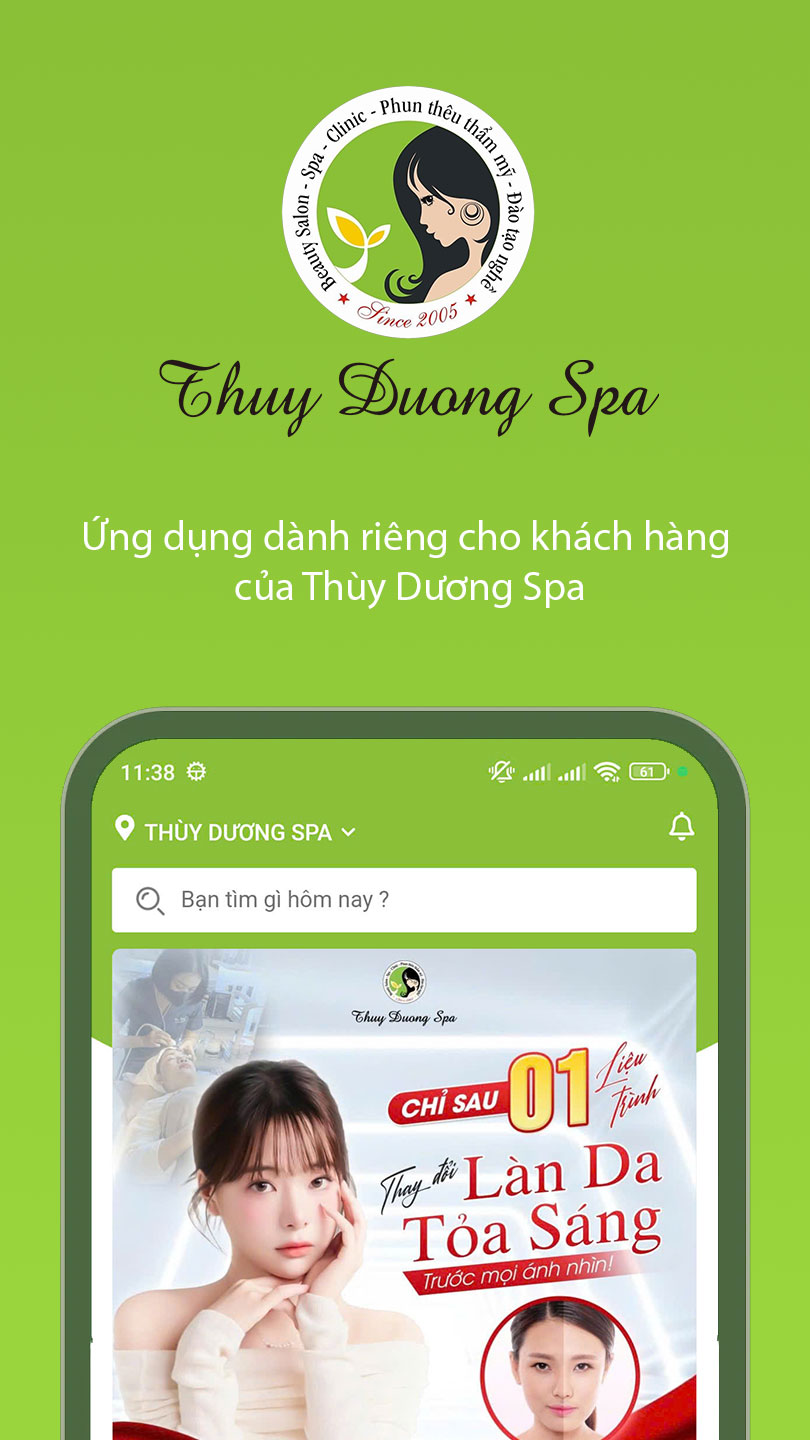 Beauty Salon - Spa - Clinic - Phun thêu thẩm mỹ - Đào tạo nghề
Since 2005
Thuy Duong Spa
Ứng dụng dành riêng cho khách hàng
của Thùy Dương Spa
11:38
61
THÙY DƯƠNG SPA
Bạn tìm gì hôm nay ?
Thuy Duong Spa
CHỈ SAU 01 Liệu Trình
Thay đổi Làn Da
Tỏa Sáng
Trước mọi ánh nhìn!